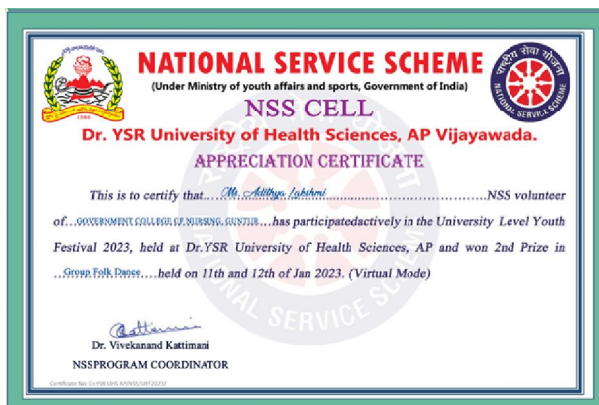 NATIONAL SERVICE SCHEME
(Under Ministry of youth affairs and sports, Government of India)
NSS CELL
Dr. YSR University of Health Sciences, AP Vijayawada.
APPRECIATION CERTIFICATE
This is to certify that.... Adithya Lakshmi ....NSS volunteer
of...GOVERNMENT COLLEGE OF NURSING, GUNTUR...has participatedactively in the University Level Youth
Festival 2023, held at Dr.YSR University of Health Sciences, AP and won 2nd Prize in
...Group Folk Dance....held on 11th and 12th of Jan 2023. (Virtual Mode)
Dr. Vivekanand Kattimani
NSSPROGRAM COORDINATOR
राष्ट्रीय सेवा योजना
NATIONAL SERVICE SCHEME
1986
NATIONAL SERVICE SCHEME